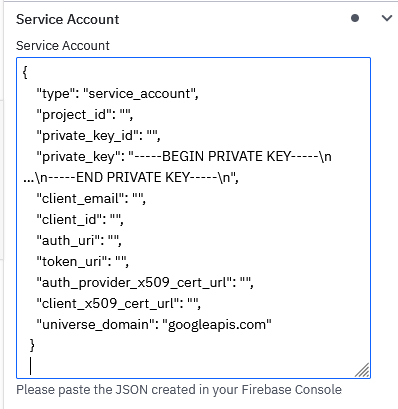 Service Account
Service Account
{
"type": "service_account",
"project_id": "",
"private_key_id": "",
"private_key": "-----BEGIN PRIVATE KEY-----\n
...\n-----END PRIVATE KEY-----\n",
"client_email": "",
"client_id": "",
"auth_uri": "",
"token_uri": "",
"auth_provider_x509_cert_url": "",
"client_x509_cert_url": "",
"universe_domain": "googleapis.com"
}
Please paste the JSON created in your Firebase Console